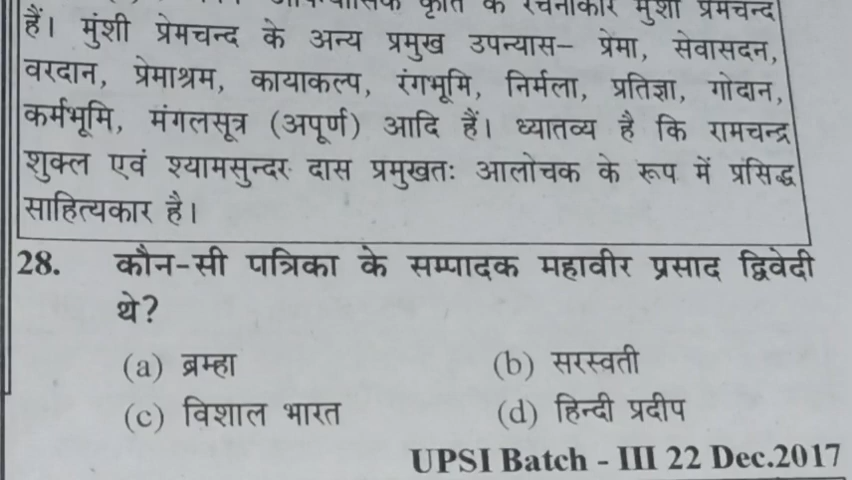 कृति के रचनाकार मुंशी प्रेमचन्द
हैं। मुंशी प्रेमचन्द के अन्य प्रमुख उपन्यास– प्रेमा, सेवासदन,
वरदान, प्रेमाश्रम, कायाकल्प, रंगभूमि, निर्मला, प्रतिज्ञा, गोदान,
कर्मभूमि, मंगलसूत्र (अपूर्ण) आदि हैं। ध्यातव्य है कि रामचन्द्र
शुक्ल एवं श्यामसुन्दर दास प्रमुखतः आलोचक के रूप में प्रसिद्ध
साहित्यकार है।
28. कौन-सी पत्रिका के सम्पादक महावीर प्रसाद द्विवेदी
थे?
(a) ब्रम्हा (b) सरस्वती
(c) विशाल भारत (d) हिन्दी प्रदीप
UPSI Batch - III 22 Dec.2017